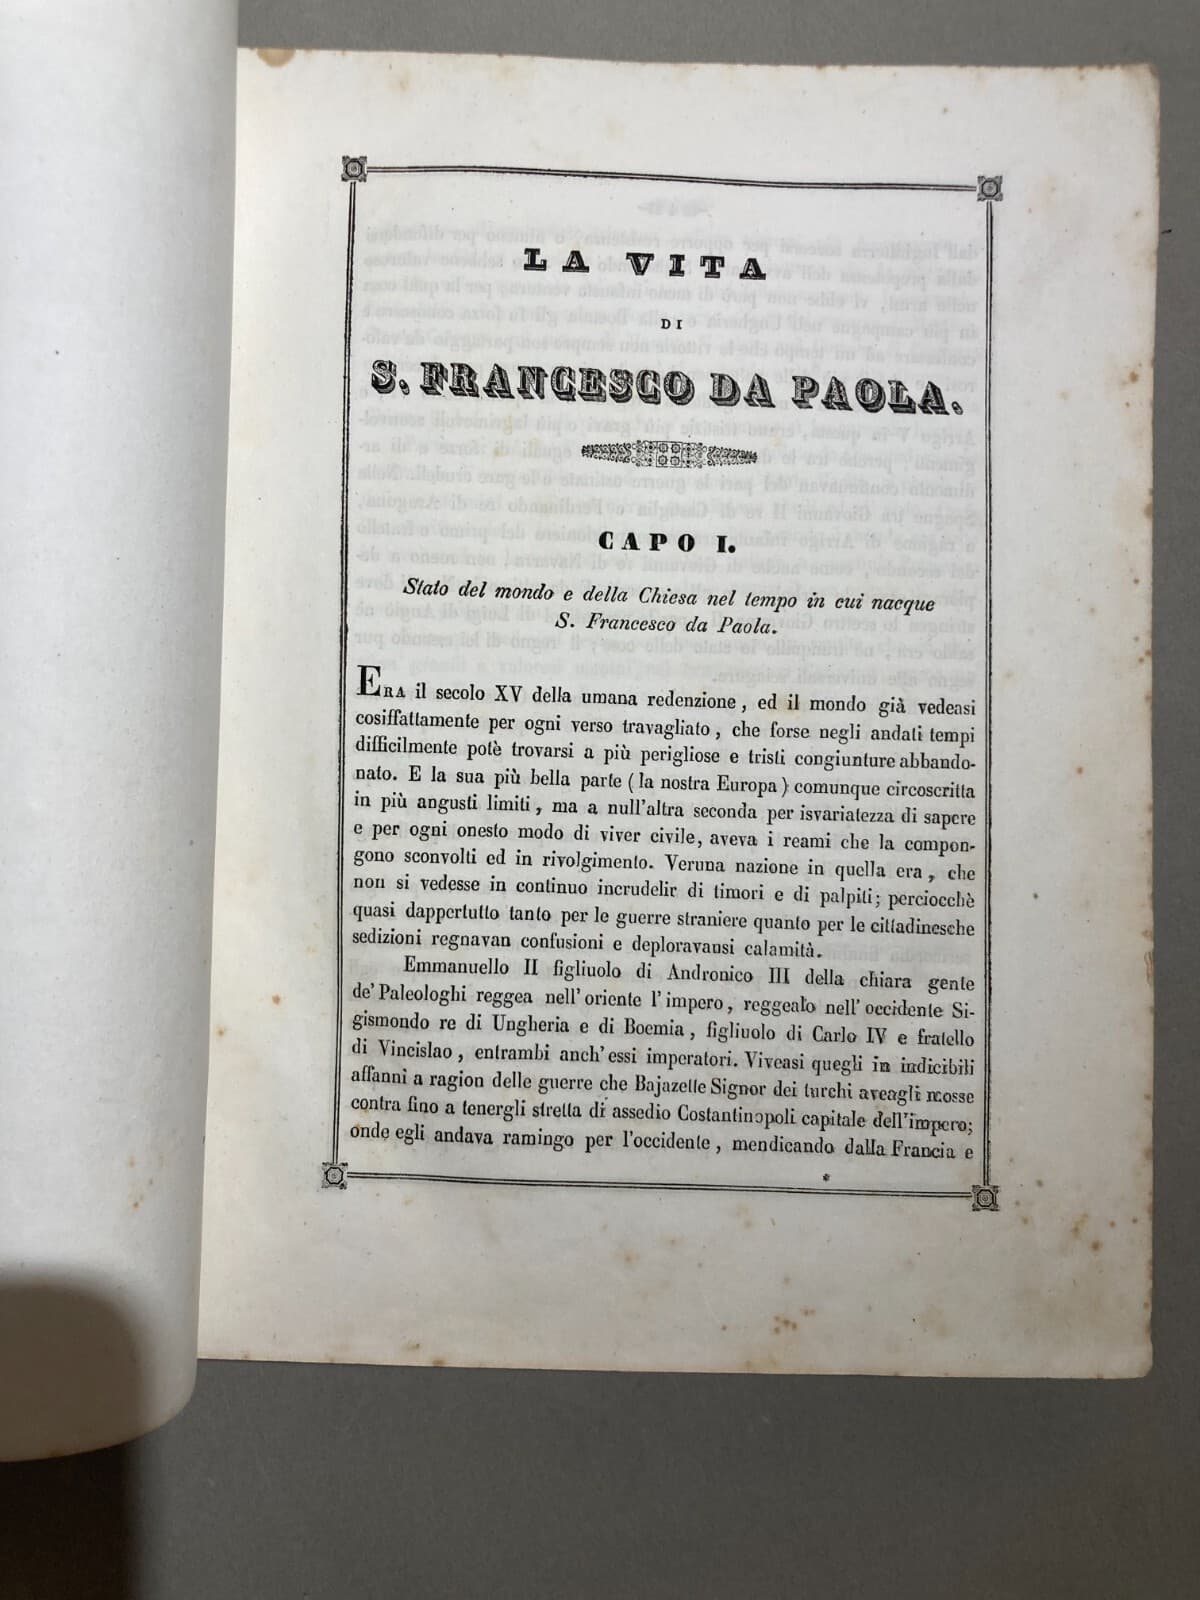 LA VITA
DI
S. FRANCESCO DA PAOLA.
CAPO I.
Stato del mondo e della Chiesa nel tempo in cui nacque
S. Francesco da Paola.
ERA il secolo XV della umana redenzione, ed il mondo già vedeasi
cosiffattamente per ogni verso travagliato, che forse negli andati tempi
difficilmente potè trovarsi a più perigliose e tristi congiunture abbando-
nato. E la sua più bella parte (la nostra Europa) comunque circoscritta
in più angusti limiti, ma a null'altra seconda per isvariatezza di sapere
e per ogni onesto modo di viver civile, aveva i reami che la compon-
gono sconvolti ed in rivolgimento. Veruna nazione in quella era, che
non si vedesse in continuo incrudelir di timori e di palpiti; perciocchè
quasi dappertutto tanto per le guerre straniere quanto per le cittadinesche
sedizioni regnavan confusioni e deploravansi calamità.
Emmanuello II figliuolo di Andronico III della chiara gente
de' Paleologhi reggea nell' oriente l' impero, reggealo nell' occidente Si-
gismondo re di Ungheria e di Boemia, figliuolo di Carlo IV e fratello
di Vincislao, entrambi anch' essi imperatori. Viveasi quegli in indicibili
affanni a ragion delle guerre che Bajazette Signor dei turchi aveagli mosse
contra fino a tenergli stretta di assedio Costantinopoli capitale dell'impero;
onde egli andava ramingo per l'occidente, mendicando dalla Francia e
*